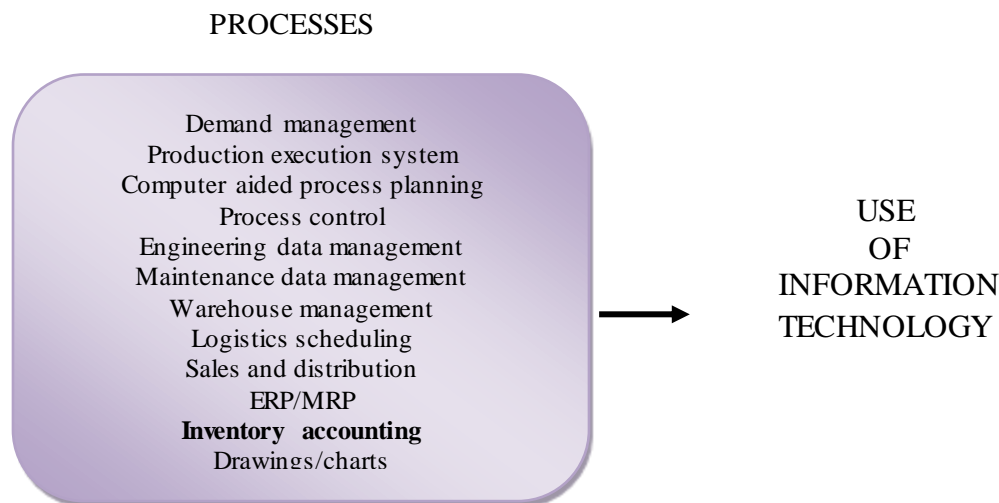 PROCESSES
Demand management
Production execution system
Computer aided process planning
Process control
Engineering data management
Maintenance data management
Warehouse management
Logistics scheduling
Sales and distribution
ERP/MRP
Inventory accounting
Drawings/charts
USE
OF
INFORMATION
TECHNOLOGY